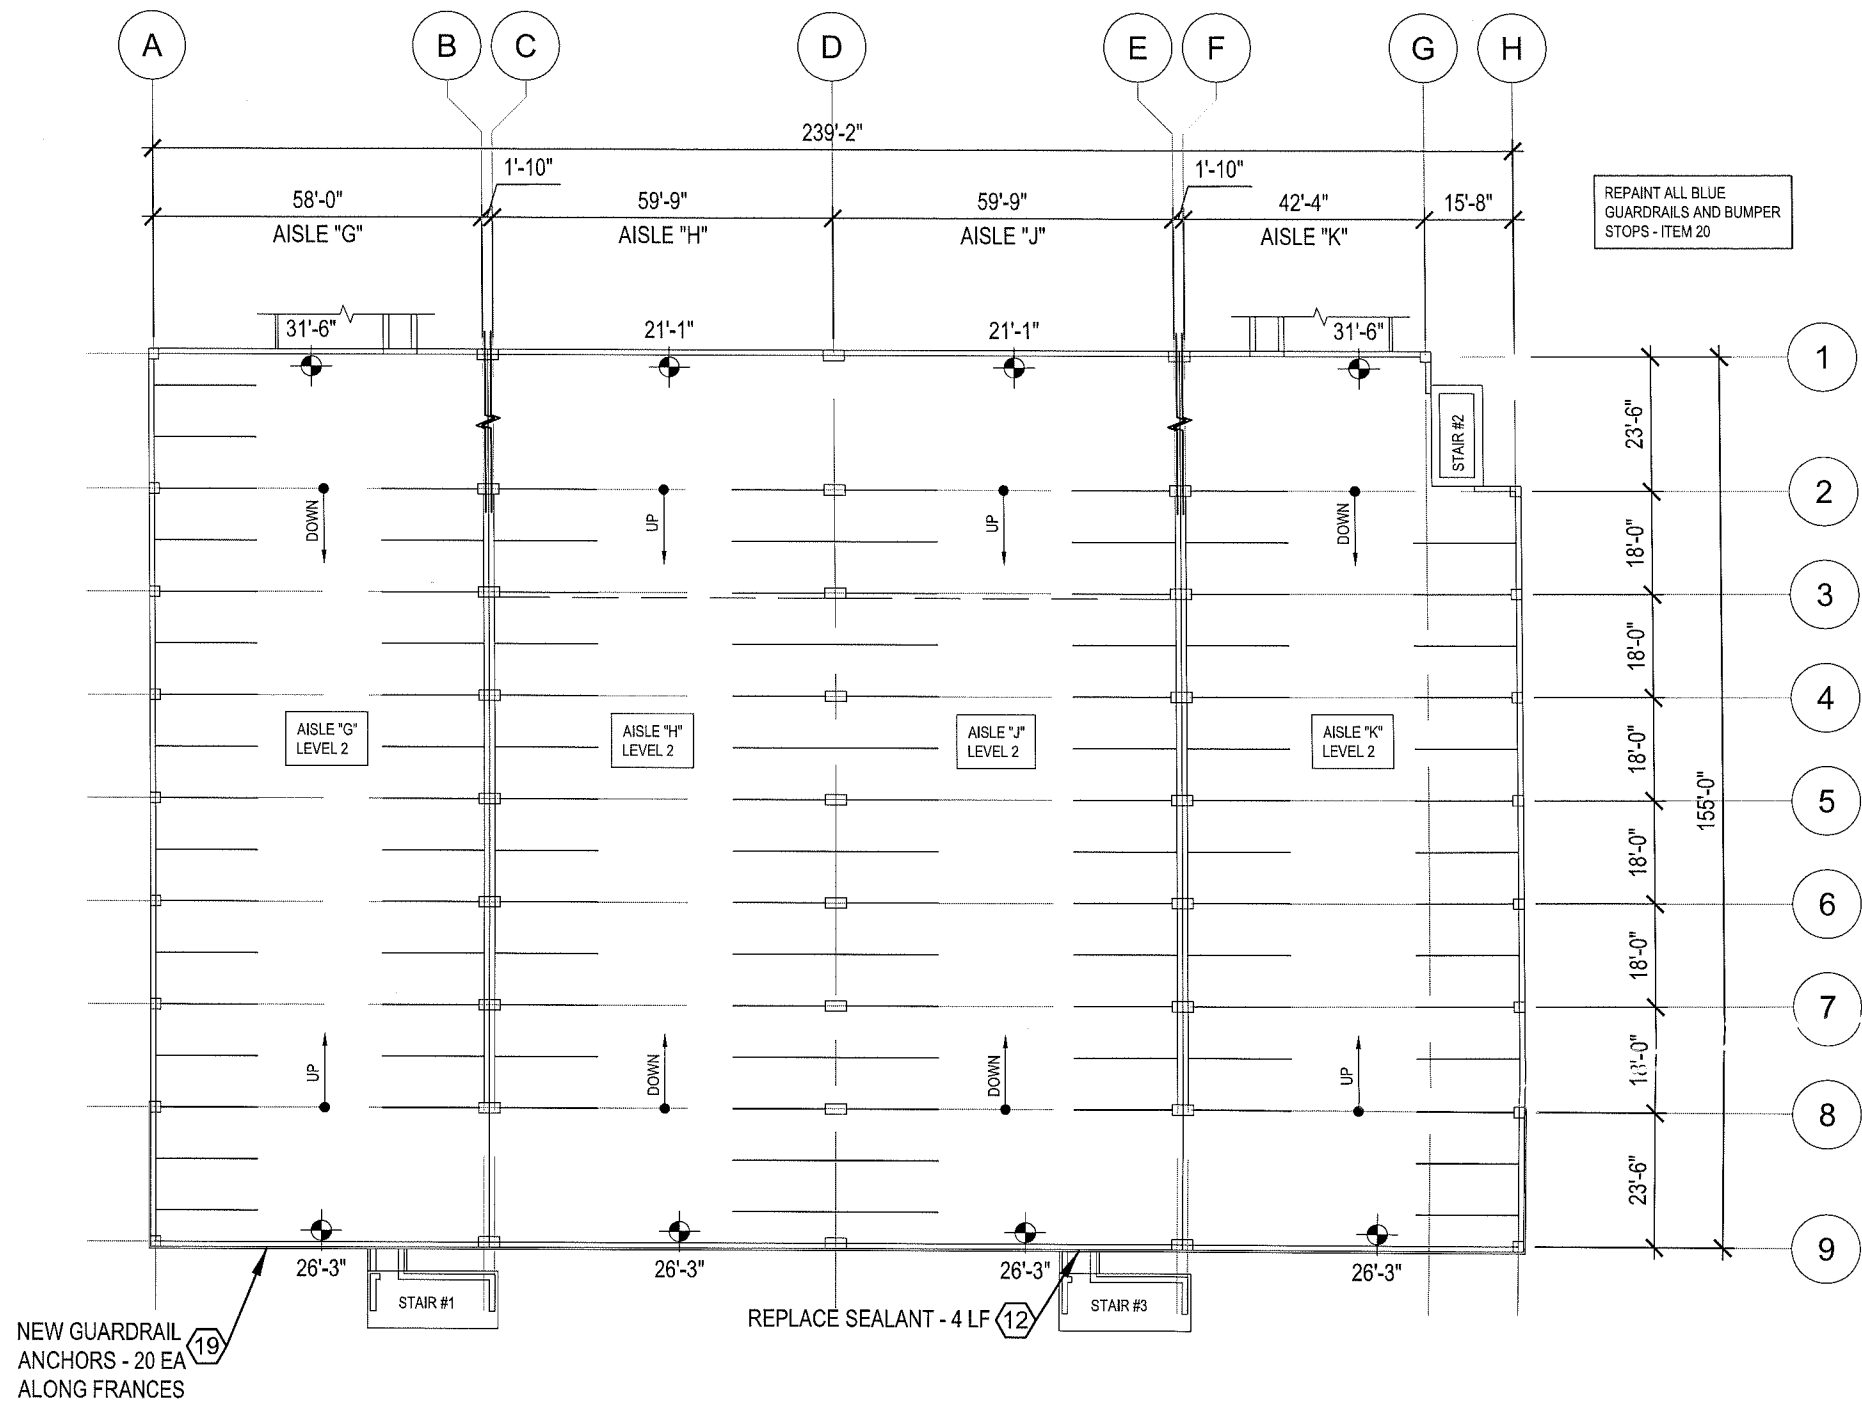 A B C D E F G H
239'-2"
1'-10" 1'-10"
58'-0" 59'-9" 59'-9" 42'-4" 15'-8"
AISLE "G" AISLE "H" AISLE "J" AISLE "K"
REPAINT ALL BLUE
GUARDRAILS AND BUMPER
STOPS - ITEM 20
31'-6" 21'-1" 21'-1" 31'-6"
1
23'-6"
STAIR #2
2
DOWN UP UP DOWN
18'-0"
3
18'-0"
4
AISLE "G"
LEVEL 2
AISLE "H"
LEVEL 2
AISLE "J"
LEVEL 2
AISLE "K"
LEVEL 2
18'-0"
155'-0"
5
18'-0"
6
18'-0"
7
UP DOWN DOWN UP
18'-0"
8
23'-6"
9
26'-3" 26'-3" 26'-3" 26'-3"
STAIR #1
STAIR #3
REPLACE SEALANT - 4 LF 12
NEW GUARDRAIL
ANCHORS - 20 EA 19
ALONG FRANCES